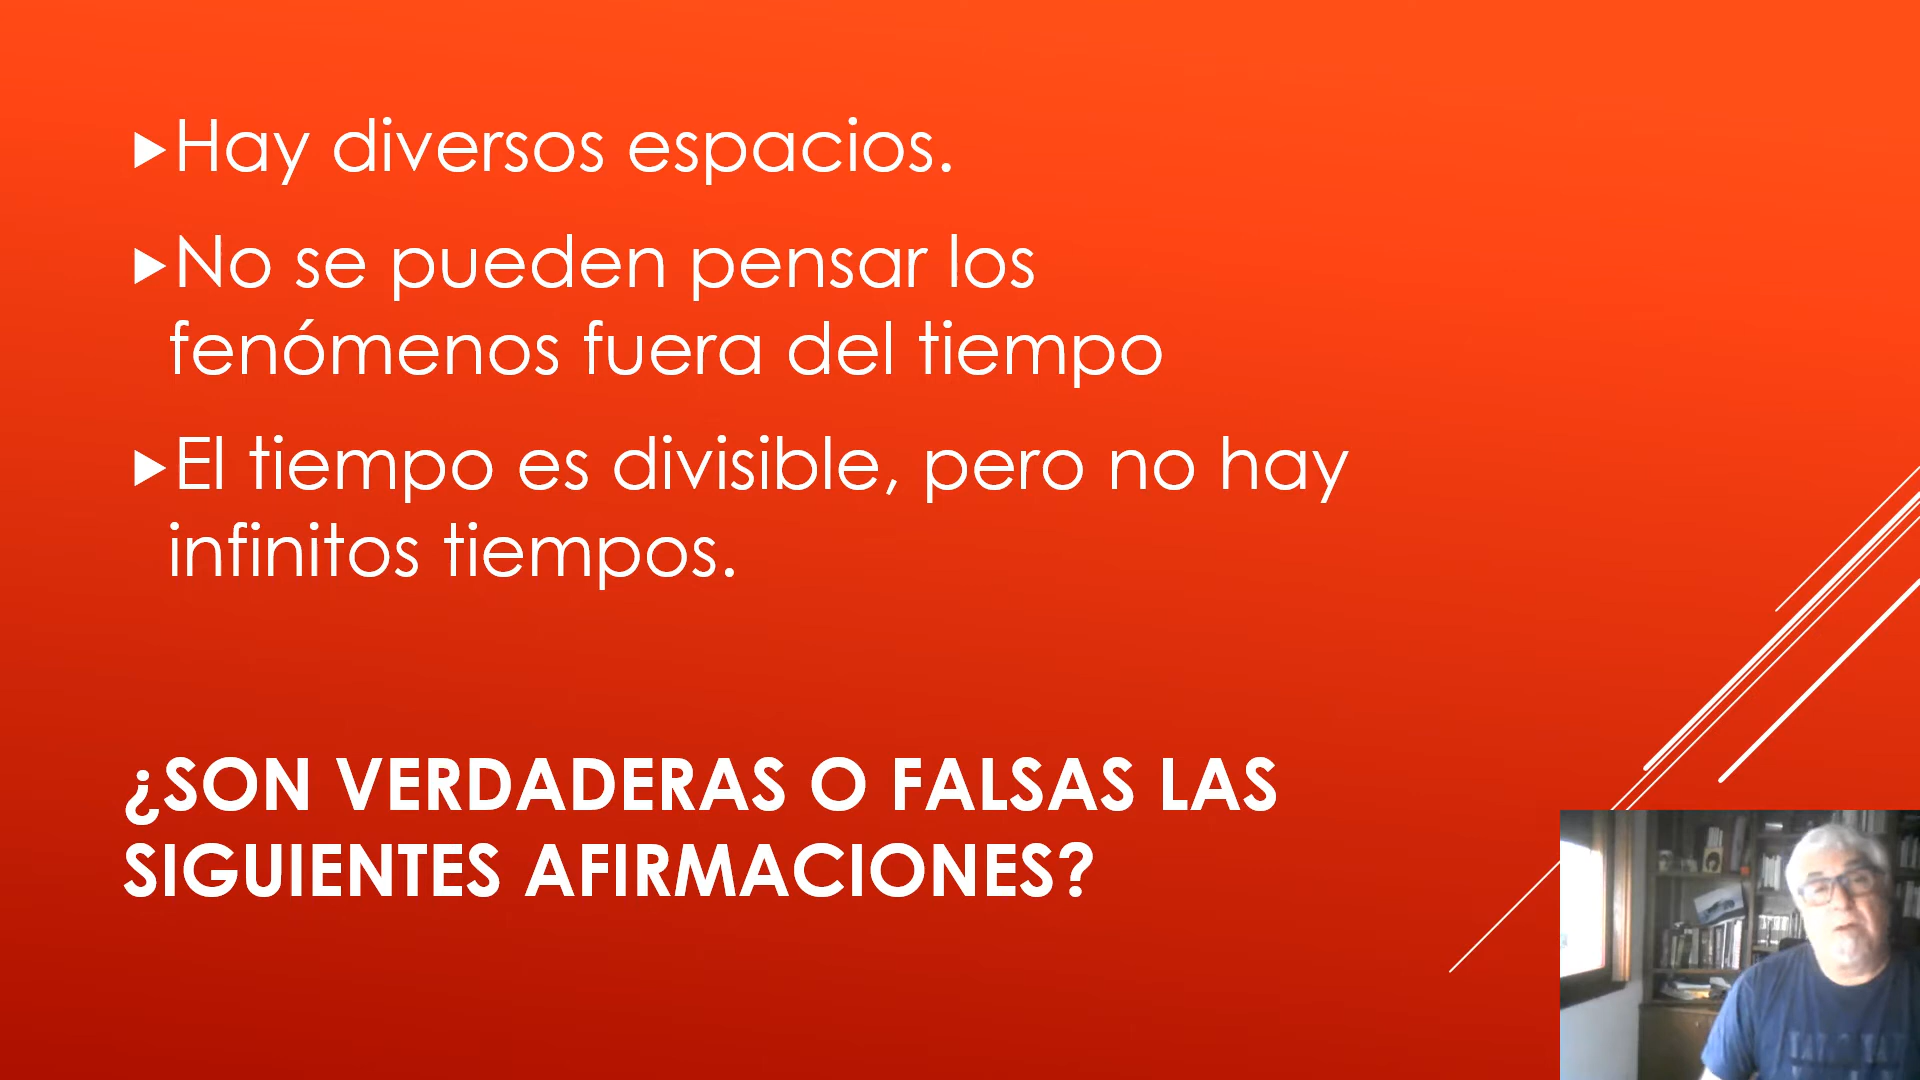 Hay diversos espacios.
No se pueden pensar los
fenómenos fuera del tiempo
El tiempo es divisible, pero no hay
infinitos tiempos.
¿SON VERDADERAS O FALSAS LAS
SIGUIENTES AFIRMACIONES?